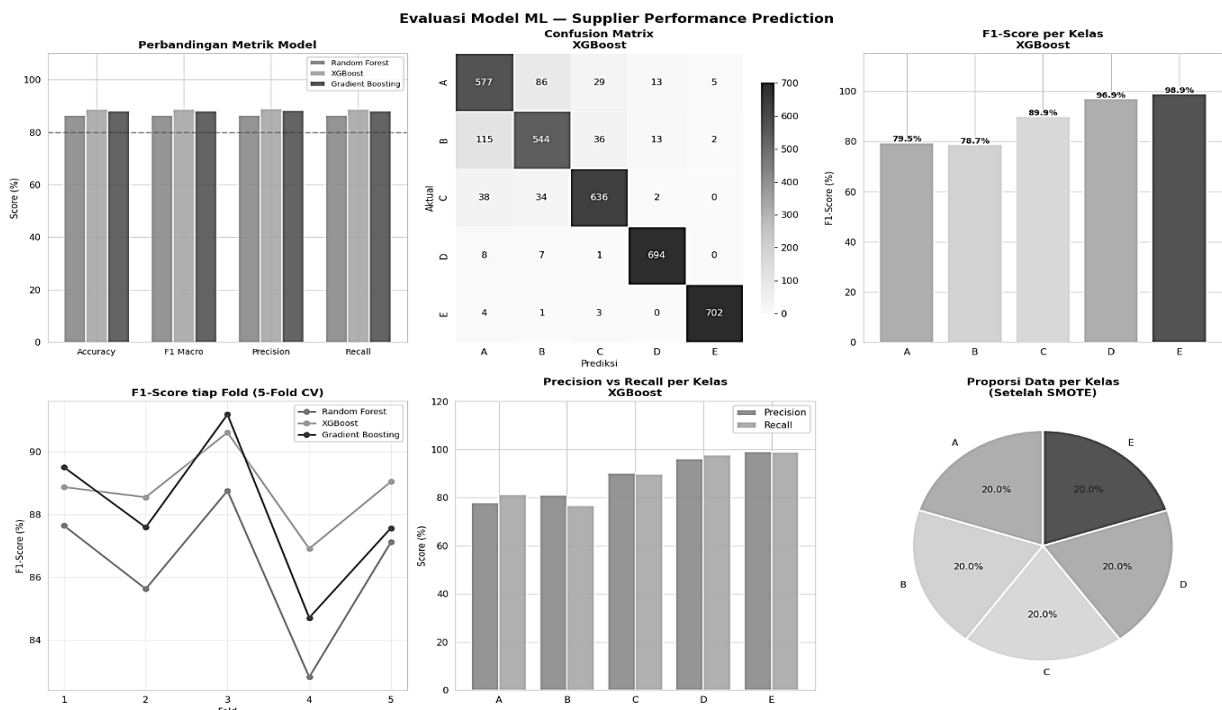 Evaluasi Model ML — Supplier Performance Prediction
Perbandingan Metrik Model
Random Forest
XGBoost
Gradient Boosting
Score (%)
100
80
60
40
20
0
Accuracy F1 Macro Precision Recall
Confusion Matrix
XGBoost
Aktual
A 577 86 29 13 5
B 115 544 36 13 2
C 38 34 636 2 0
D 8 7 1 694 0
E 4 1 3 0 702
A B C D E
Prediksi
700
600
500
400
300
200
100
0
F1-Score per Kelas
XGBoost
F1-Score (%)
100
80
60
40
20
0
79.5% 78.7% 89.9% 96.9% 98.9%
A B C D E
F1-Score tiap Fold (5-Fold CV)
Random Forest
XGBoost
Gradient Boosting
F1-Score (%)
90
88
86
84
1 2 3 4 5
Precision vs Recall per Kelas
XGBoost
Precision
Recall
Score (%)
120
100
80
60
40
20
0
A B C D E
Proporsi Data per Kelas
(Setelah SMOTE)
A E
20.0% 20.0%
20.0% 20.0%
B D
20.0%
C